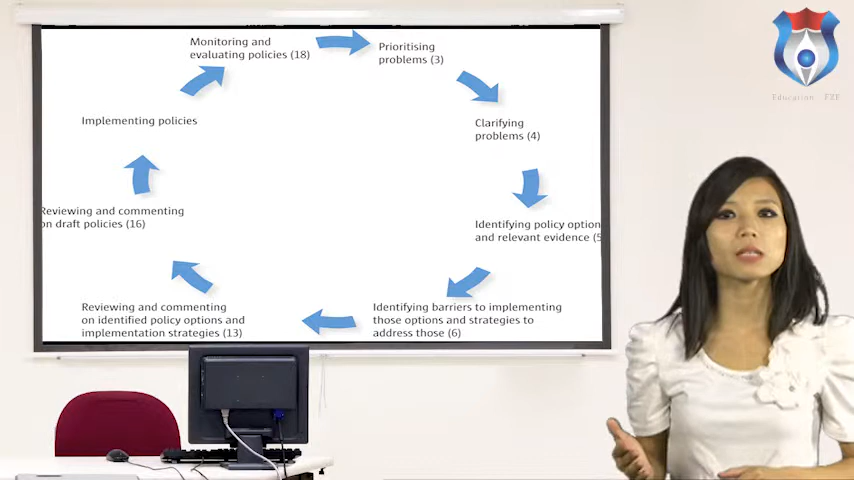 Monitoring and
evaluating policies (18)
Prioritising
problems (3)
Clarifying
problems (4)
Identifying policy option
and relevant evidence (5
Identifying barriers to implementing
those options and strategies to
address those (6)
Reviewing and commenting
on identified policy options and
implementation strategies (13)
Reviewing and commenting
on draft policies (16)
Implementing policies
Education FZE